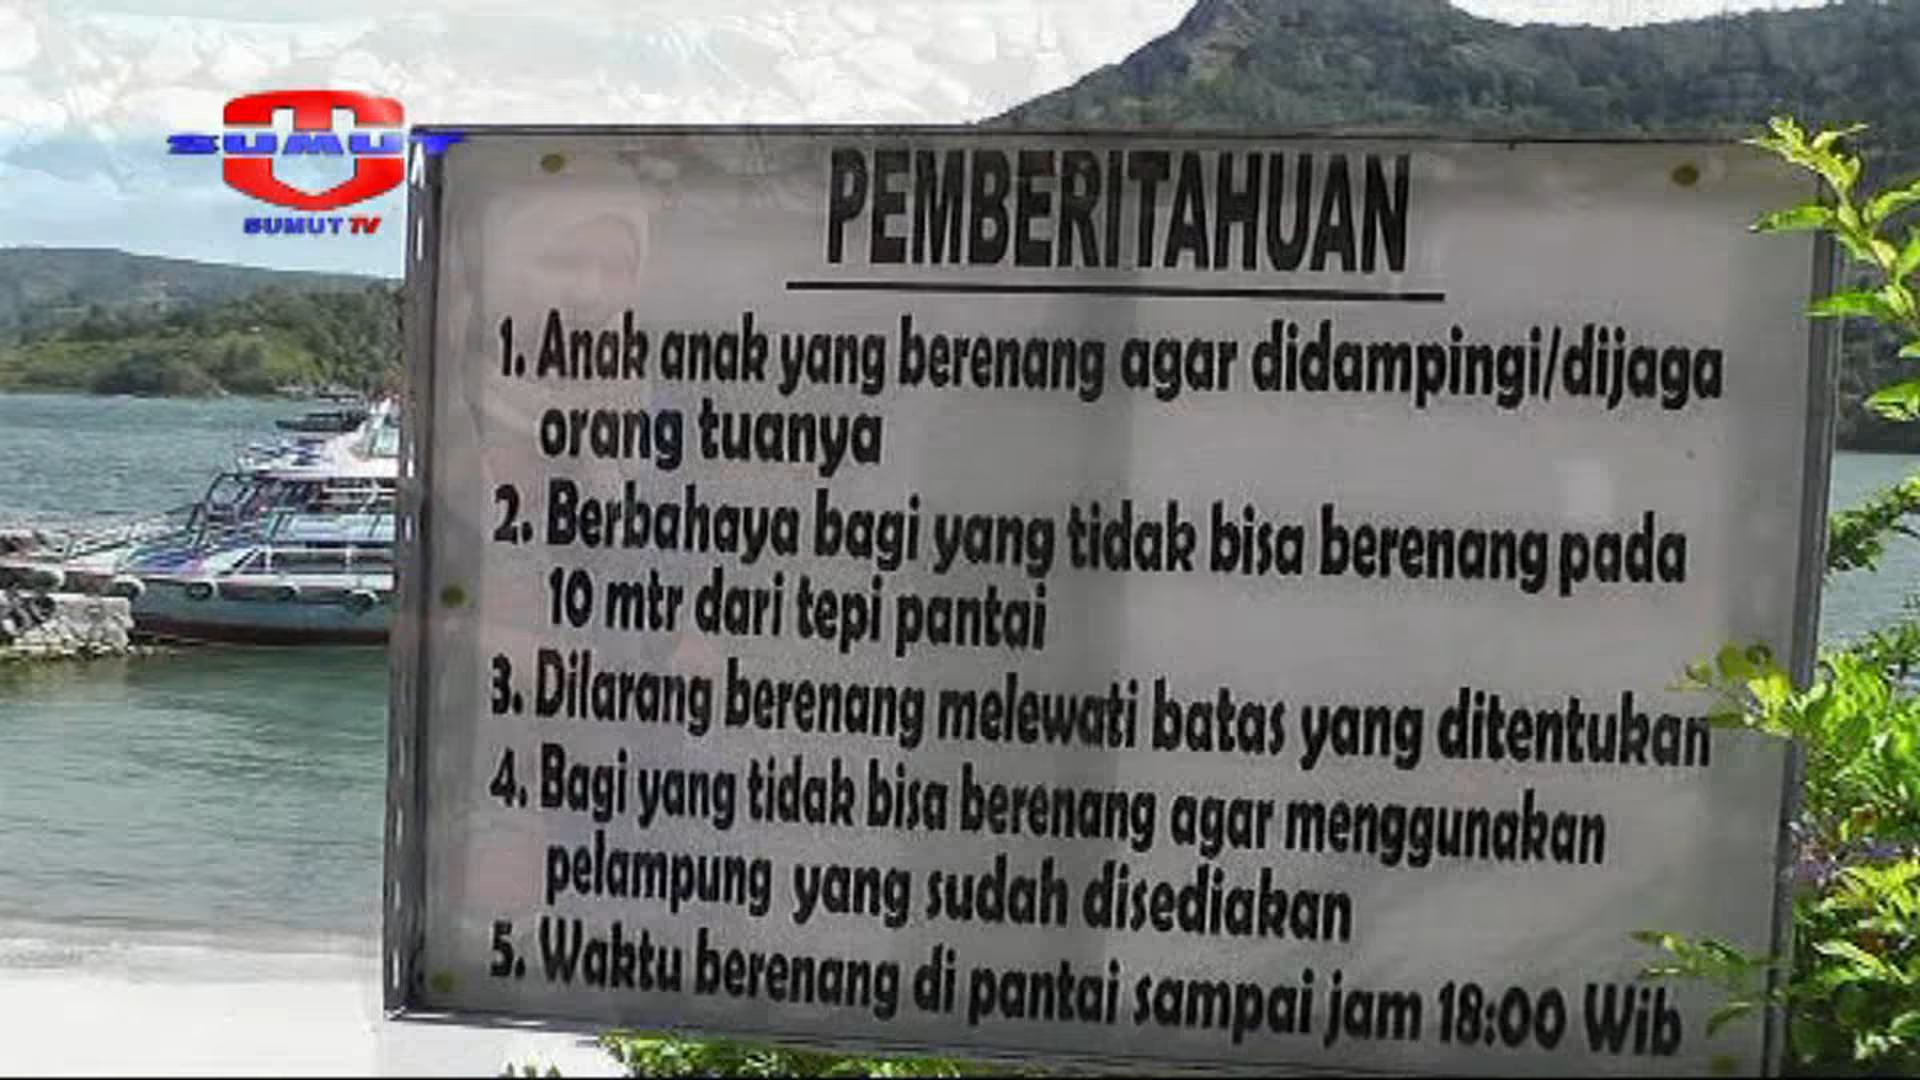 SUMUT
SUMUT TV
PEMBERITAHUAN
1. Anak anak yang berenang agar didampingi/dijaga
orang tuanya
2. Berbahaya bagi yang tidak bisa berenang pada
10 mtr dari tepi pantai
3. Dilarang berenang melewati batas yang ditentukan
4. Bagi yang tidak bisa berenang agar menggunakan
pelampung yang sudah disediakan
5. Waktu berenang di pantai sampai jam 18:00 Wib